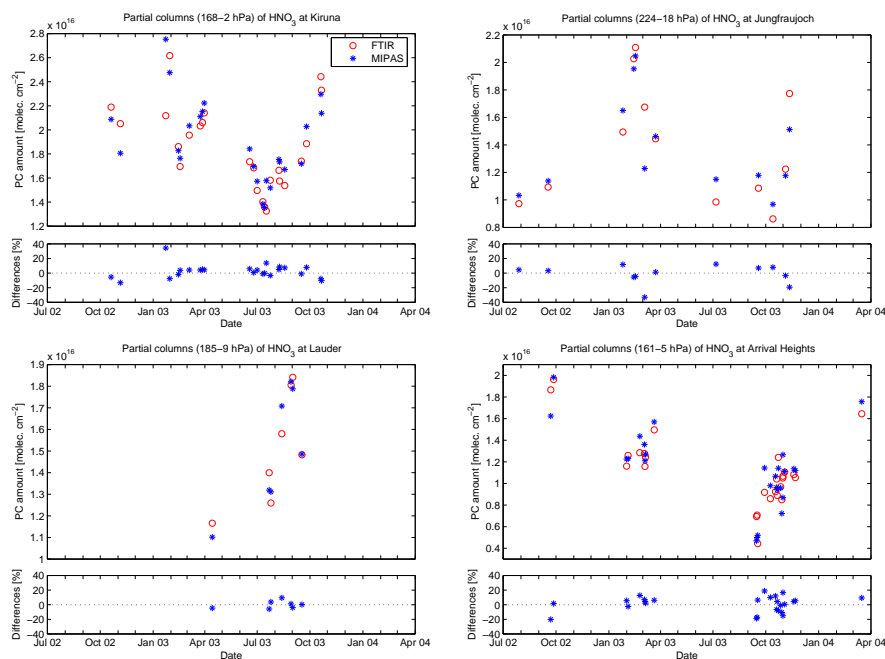 Partial columns (168−2 hPa) of HNO3 at Kiruna
x 10^16
PC amount [molec. cm−2]
2.8
2.6
2.4
2.2
2
1.8
1.6
1.4
1.2
FTIR
MIPAS
Differences [%]
40
20
0
−20
−40
Jul 02 Oct 02 Jan 03 Apr 03 Jul 03 Oct 03 Jan 04 Apr 04
Date
Partial columns (224−18 hPa) of HNO3 at Jungfraujoch
x 10^16
PC amount [molec. cm−2]
2.2
2
1.8
1.6
1.4
1.2
1
0.8
Differences [%]
40
20
0
−20
−40
Jul 02 Oct 02 Jan 03 Apr 03 Jul 03 Oct 03 Jan 04 Apr 04
Date
Partial columns (185−9 hPa) of HNO3 at Lauder
x 10^16
PC amount [molec. cm−2]
1.9
1.8
1.7
1.6
1.5
1.4
1.3
1.2
1.1
1
Differences [%]
40
20
0
−20
−40
Jul 02 Oct 02 Jan 03 Apr 03 Jul 03 Oct 03 Jan 04 Apr 04
Date
Partial columns (161−5 hPa) of HNO3 at Arrival Heights
x 10^16
PC amount [molec. cm−2]
2
1.8
1.6
1.4
1.2
1
0.8
0.6
0.4
Differences [%]
40
20
0
−20
−40
Jul 02 Oct 02 Jan 03 Apr 03 Jul 03 Oct 03 Jan 04 Apr 04
Date